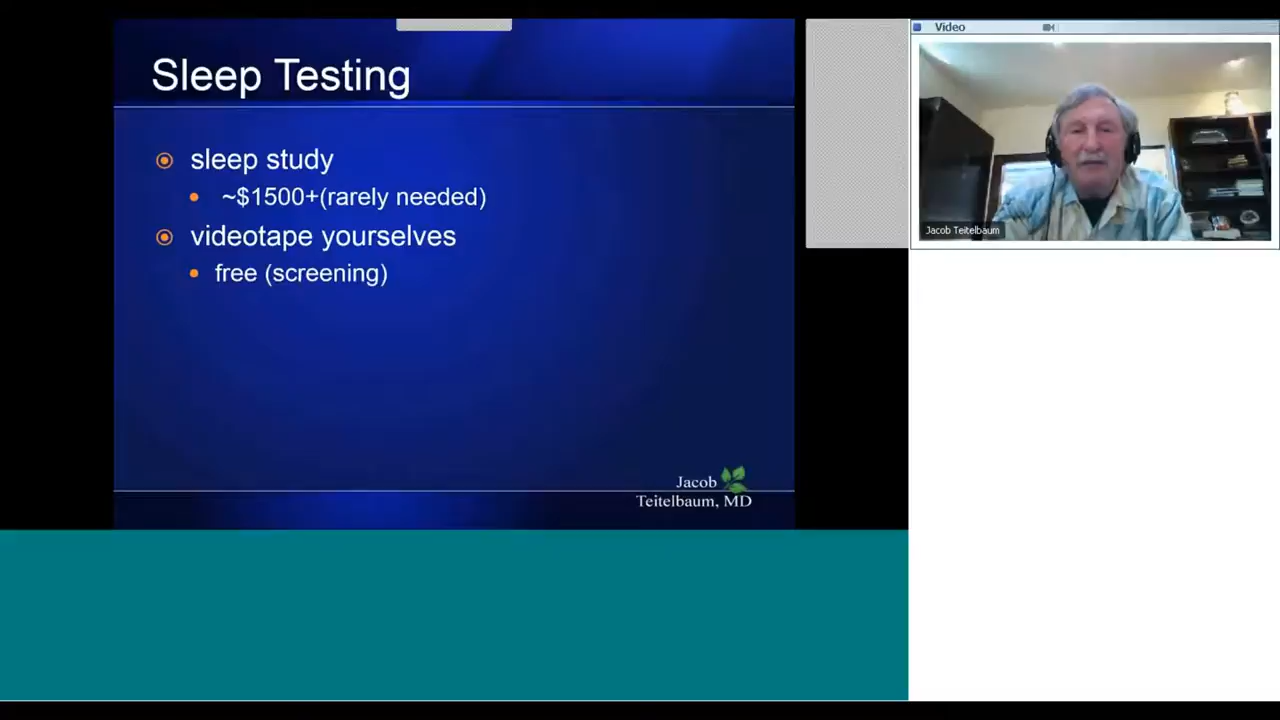 Sleep Testing
sleep study
~$1500+(rarely needed)
videotape yourselves
free (screening)
Jacob
Teitelbaum, MD
Video
Jacob Teitelbaum